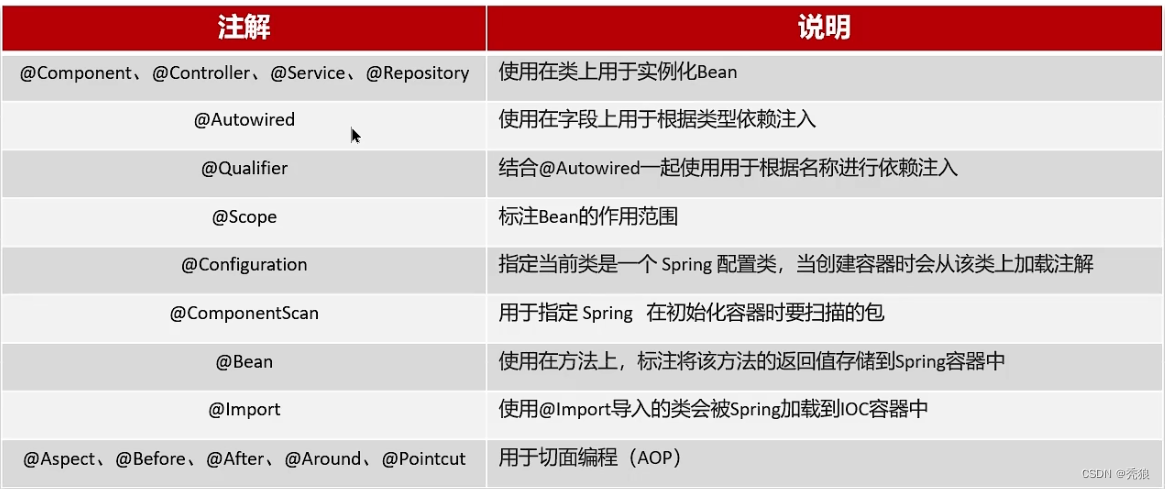 注解 说明
@Component、@Controller、@Service、@Repository 使用在类上用于实例化Bean
@Autowired 使用在字段上用于根据类型依赖注入
@Qualifier 结合@Autowired一起使用用于根据名称进行依赖注入
@Scope 标注Bean的作用范围
@Configuration 指定当前类是一个 Spring 配置类，当创建容器时会从该类上加载注解
@ComponentScan 用于指定 Spring 在初始化容器时要扫描的包
@Bean 使用在方法上，标注将该方法的返回值存储到Spring容器中
@Import 使用@Import导入的类会被Spring加载到IOC容器中
@Aspect、@Before、@After、@Around、@Pointcut 用于切面编程（AOP）
CSDN @秃狼